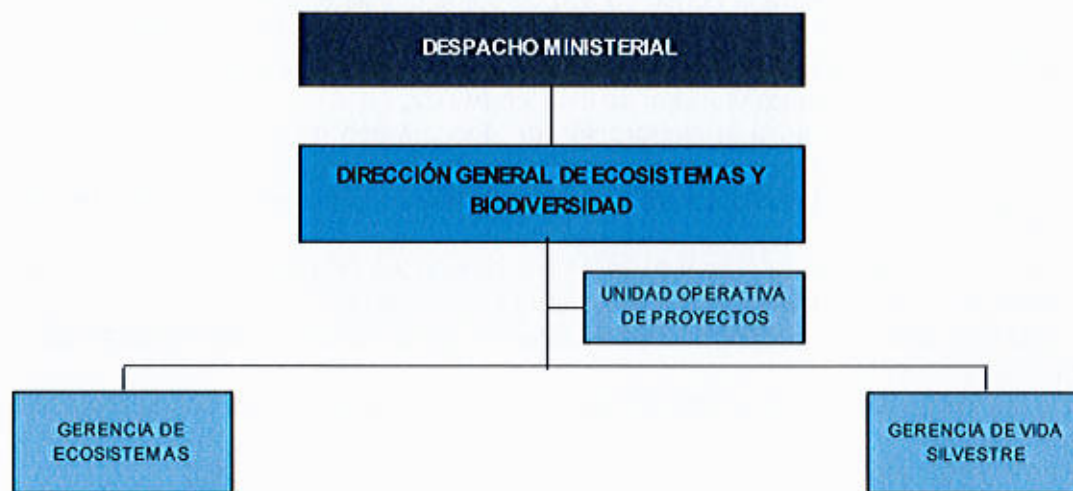 DESPACHO MINISTERIAL
DIRECCIÓN GENERAL DE ECOSISTEMAS Y
BIODIVERSIDAD
UNIDAD OPERATIVA
DE PROYECTOS
GERENCIA DE
ECOSISTEMAS
GERENCIA DE VIDA
SILVESTRE